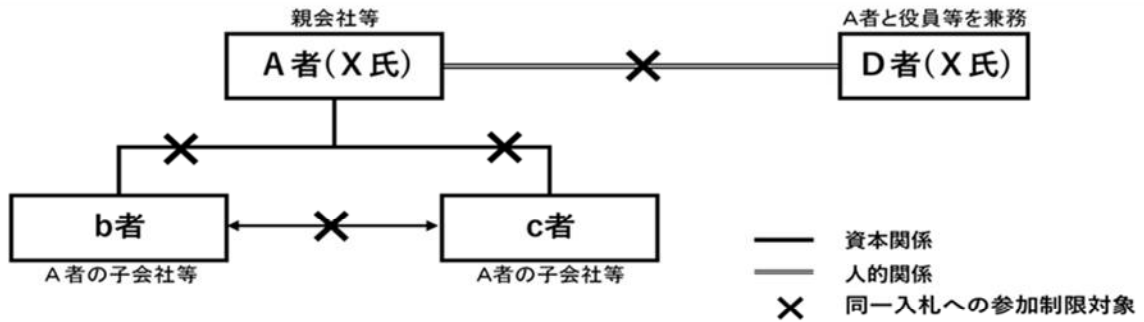 親会社等
A者と役員等を兼務
A者(X氏)
D者(X氏)
b者
c者
A者の子会社等
A者の子会社等
資本関係
人的関係
同一入札への参加制限対象